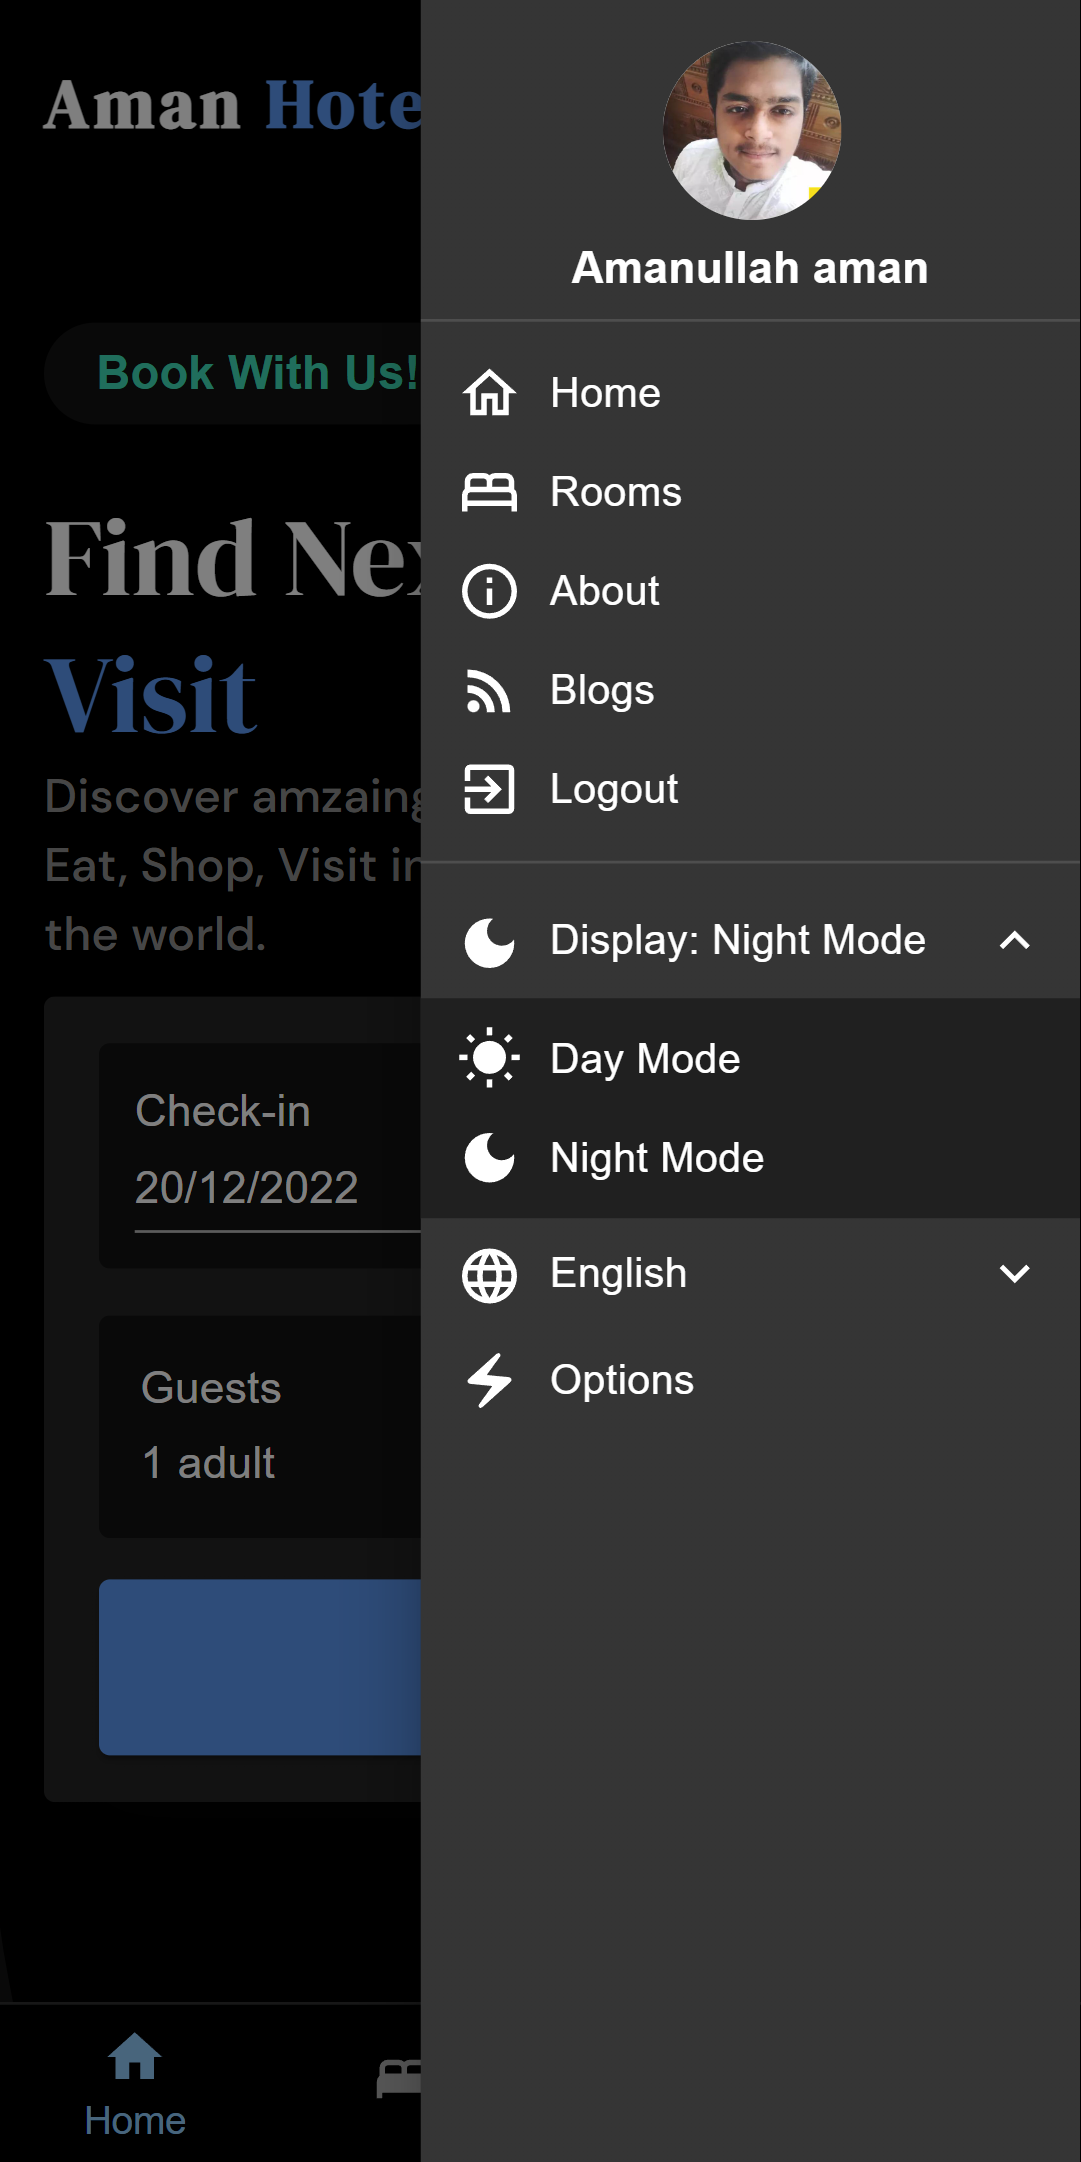 Aman Hote
Book With Us!
Find Nex
Visit
Discover amzaing
Eat, Shop, Visit in
the world.
Check-in
20/12/2022
Guests
1 adult
Home
Amanullah aman
Home
Rooms
About
Blogs
Logout
Display: Night Mode
Day Mode
Night Mode
English
Options